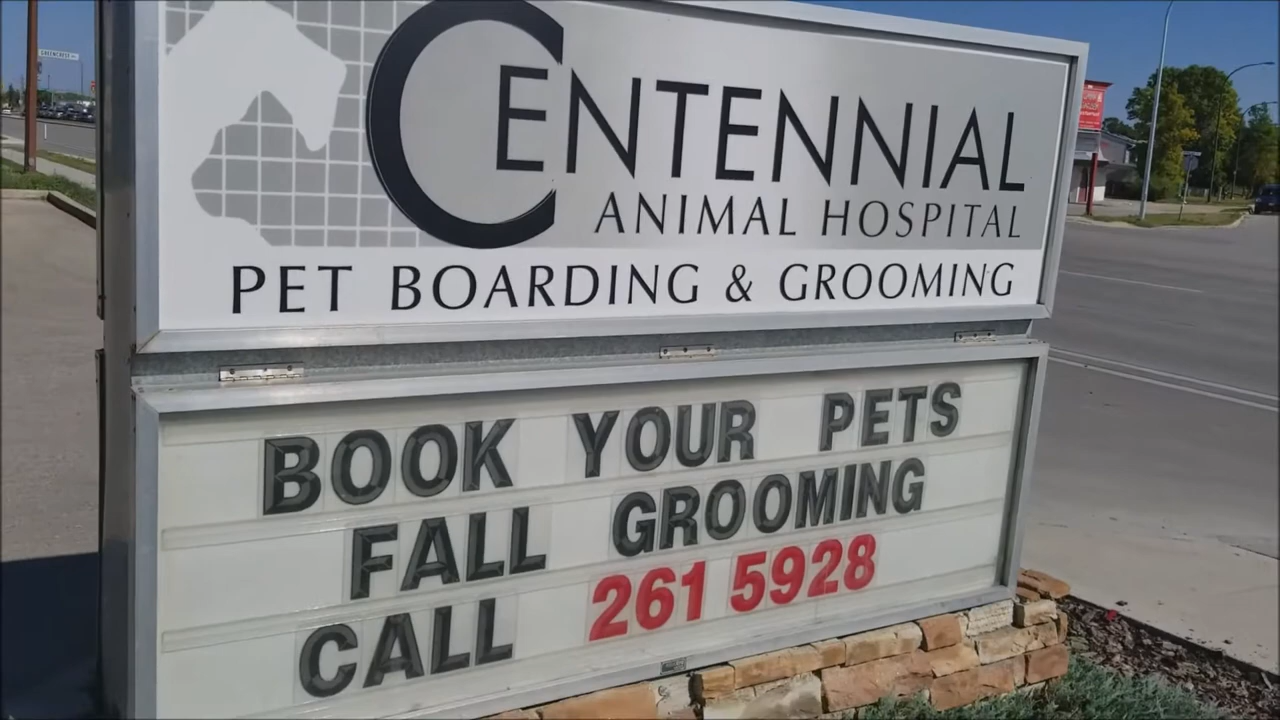 CENTENNIAL
ANIMAL HOSPITAL
PET BOARDING & GROOMING
BOOK YOUR PETS
FALL GROOMING
CALL 261 5928